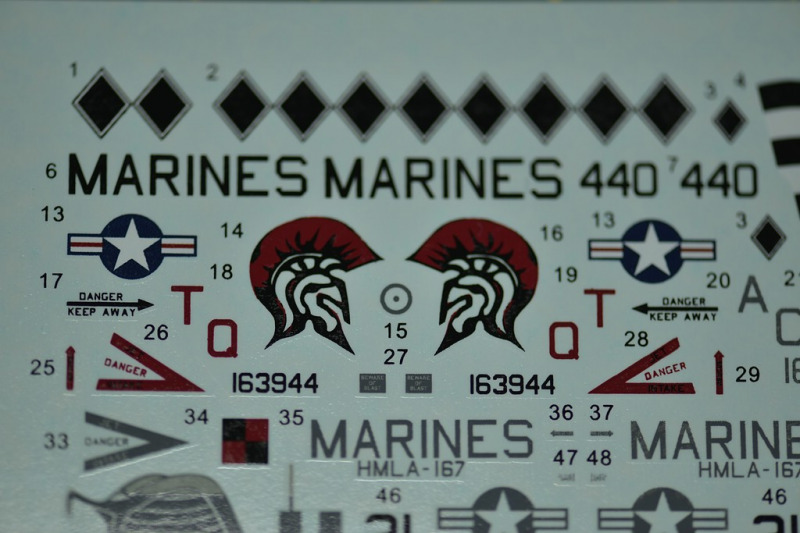 1 2 3 4
6 MARINES MARINES 440 7 440
13 14 16 13 3
17 DANGER KEEP AWAY T 18 Q 15 19 T Q DANGER KEEP AWAY 20 A
25 26 DANGER 163944 27 BEWARE OF BLAST BEWARE OF BLAST 163944 DANGER INTAKE 28 29
33 DANGER 34 35 MARINES 36 37 MARINE
HMLA-167 47 48 HMLA-167
46 46